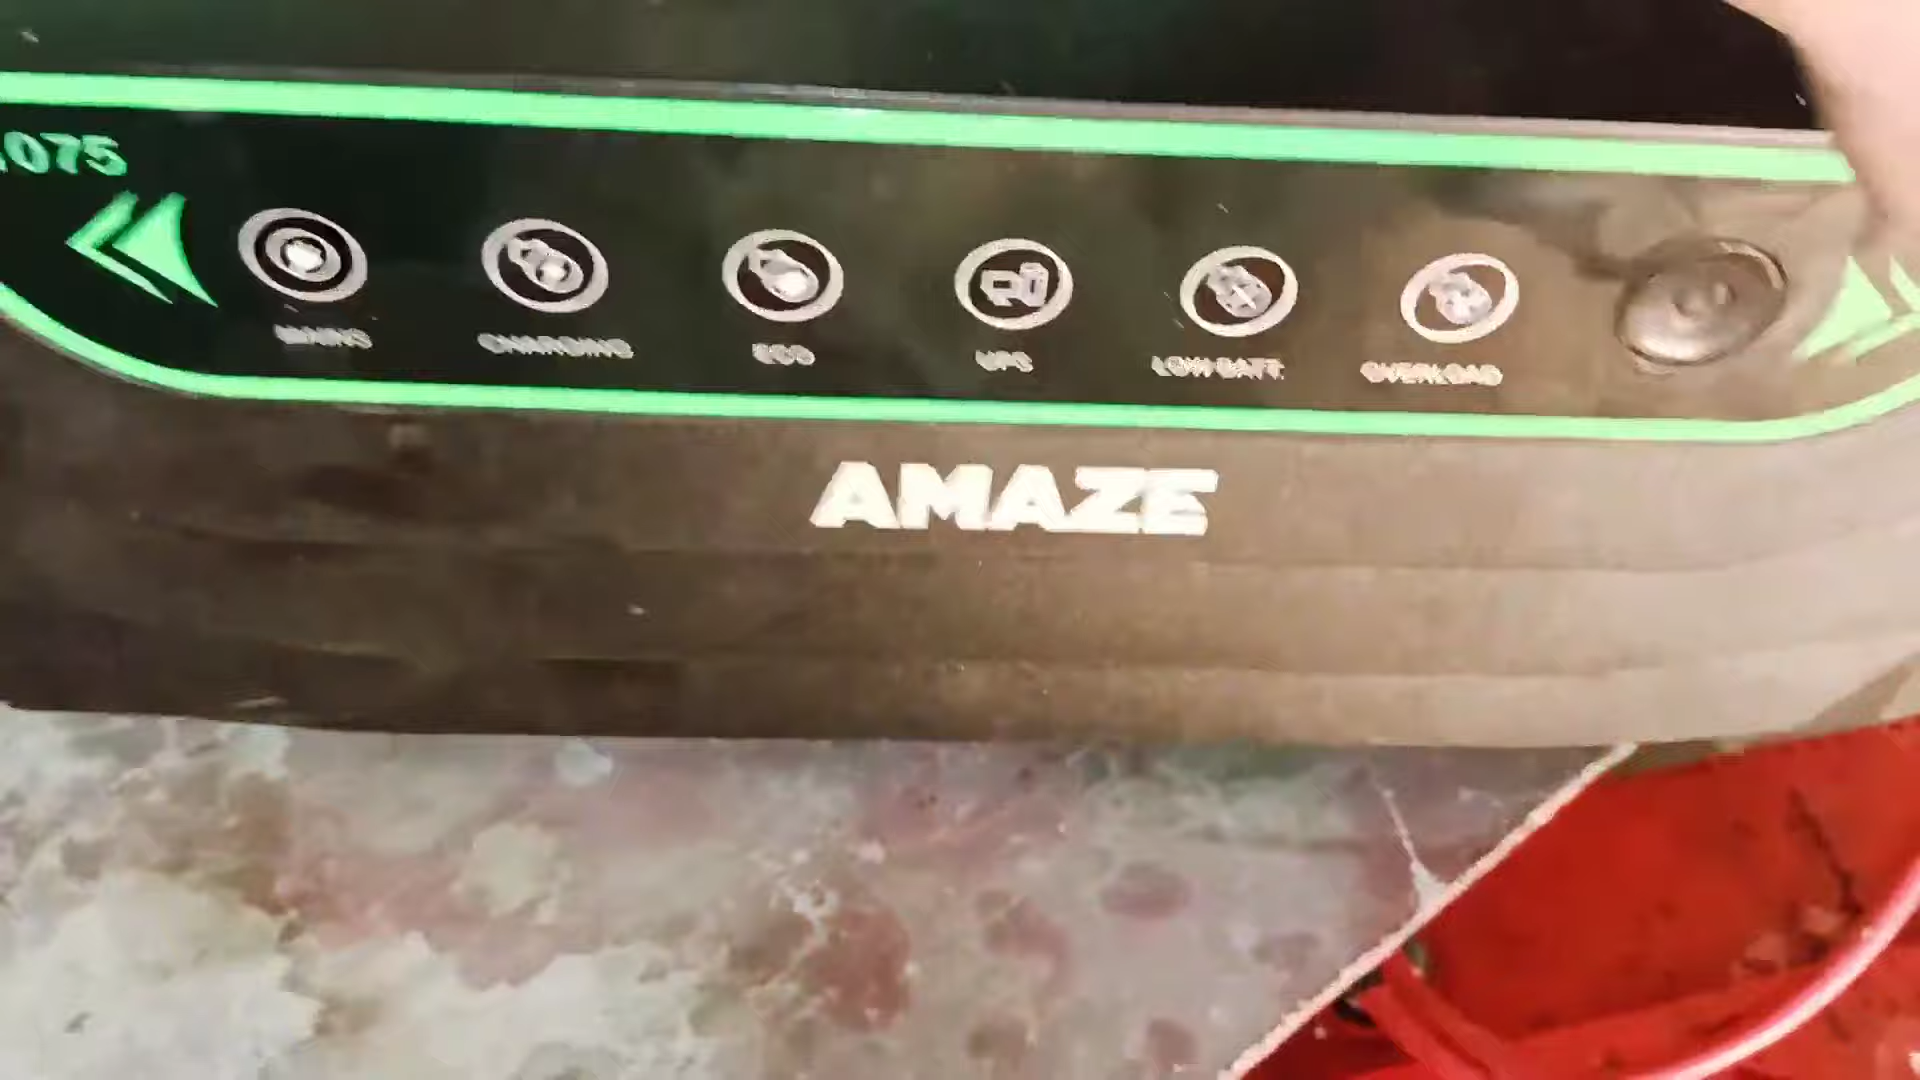 075
MAINS
CHARGING
ECO
UPS
LOW BATT.
OVERLOAD
AMAZE